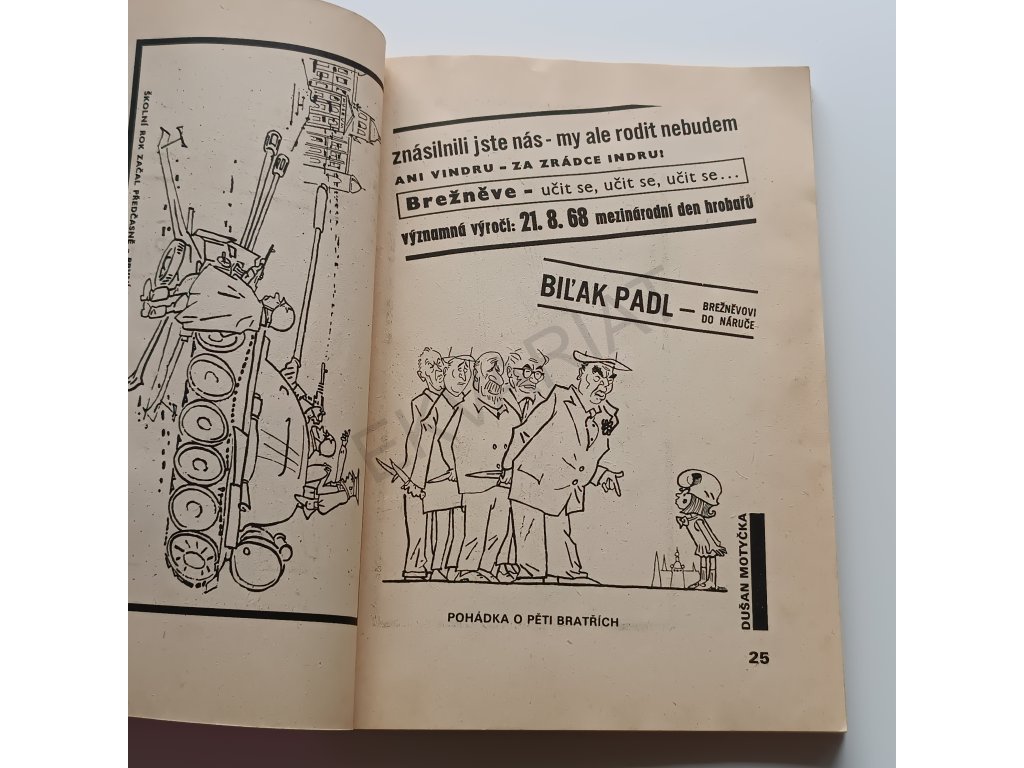 ŠKOLNÍ ROK ZAČAL PŘEDČASNĚ
znásilnili jste nás - my ale rodit nebudem
ANI VINDRU – ZA ZRÁDCE INDRU!
Brežněve – učit se, učit se, učit se...
významná výročí: 21. 8. 68 mezinárodní den hrobařů
BIĽAK PADL — BREŽNĚVOVI
DO NÁRUČE
POHÁDKA O PĚTI BRATŘÍCH
DUŠAN MOTYČKA
25